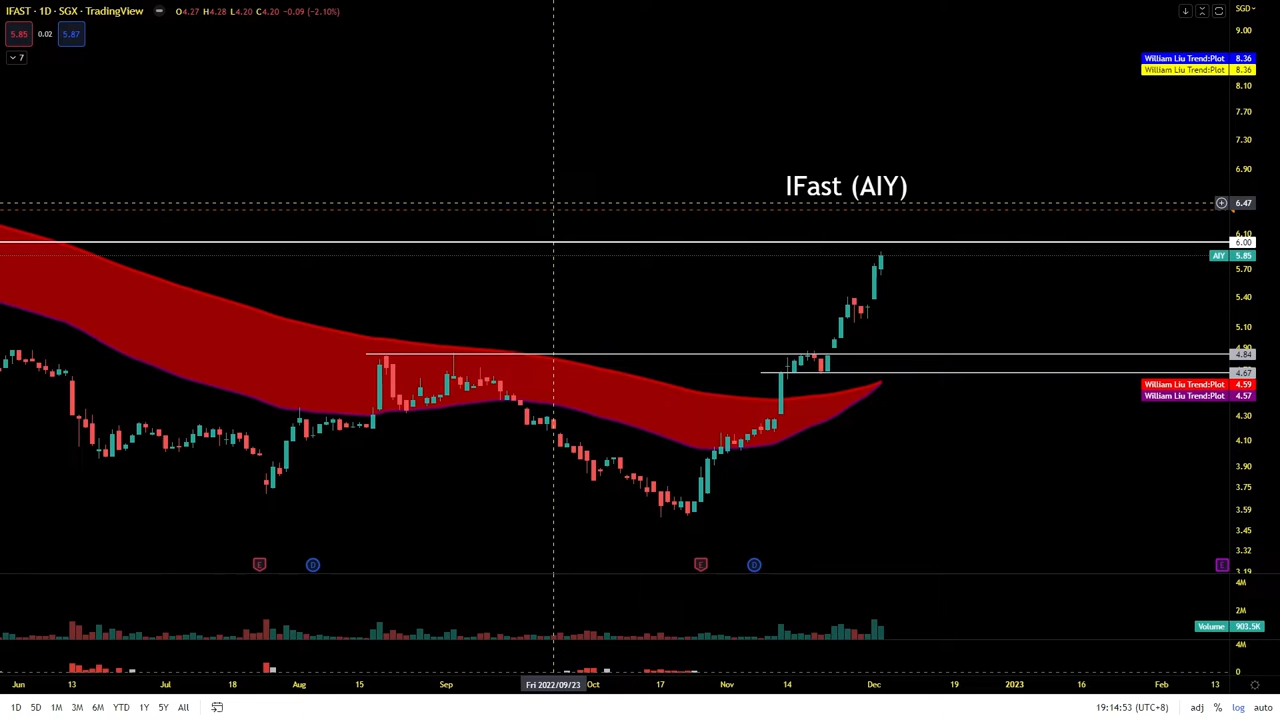 IFAST · 1D · SGX · TradingView
O4.27 H4.28 L4.20 C4.20 -0.09 (-2.10%)
SGD
5.85 0.02 5.87
7
9.00
William Liu Trend:Plot 8.36
William Liu Trend:Plot 8.36
8.10
7.70
7.30
6.90
IFast (AIY)
6.47
6.10
6.00
AIY 5.85
5.70
5.40
5.10
4.90
4.84
4.67
William Liu Trend:Plot 4.59
William Liu Trend:Plot 4.57
4.30
4.10
3.90
3.75
3.59
3.45
3.32
E D E D E
3.19
4M
2M
Volume 903.5K
4M
0
Jun 13 Jul 18 Aug 15 Sep Fri 2022/09/23 Oct 17 Nov 14 Dec 19 2023 16 Feb 13
1D 5D 1M 3M 6M YTD 1Y 5Y All
19:14:53 (UTC+8) adj % log auto